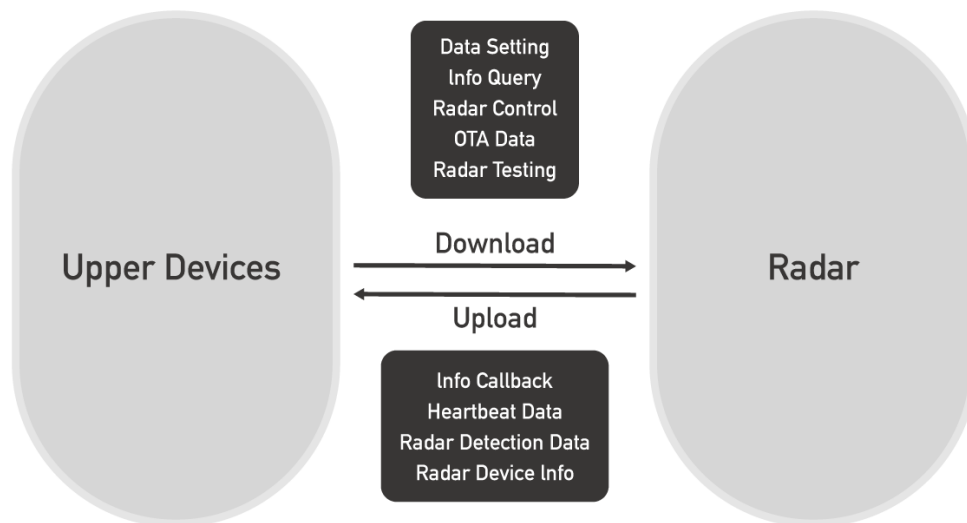 Data Setting
Info Query
Radar Control
OTA Data
Radar Testing
Download
Upper Devices
Radar
Upload
Info Callback
Heartbeat Data
Radar Detection Data
Radar Device Info